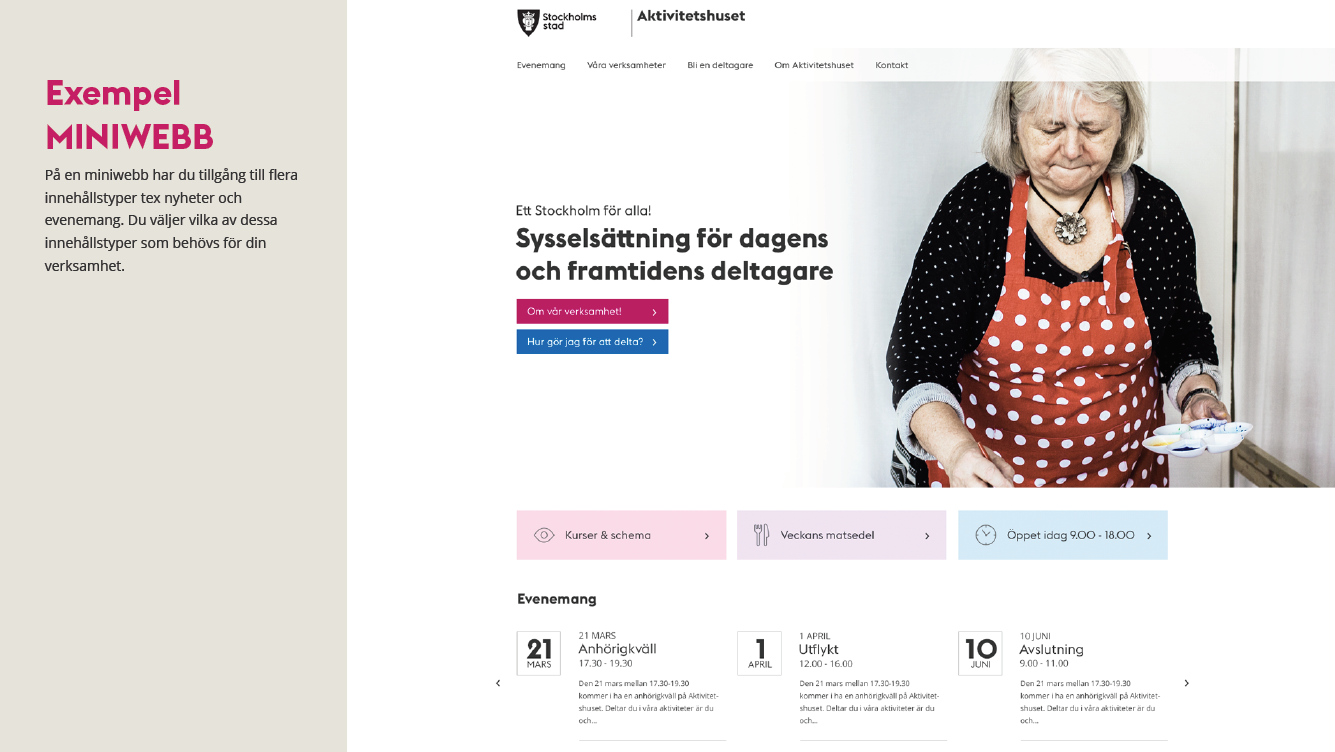 Exempel
MINIWEBB
På en miniwebb har du tillgång till flera
innehållstyper tex nyheter och
evenemang. Du väljer vilka av dessa
innehållstyper som behövs för din
verksamhet.
Stockholms
stad
Aktivitetshuset
Evenemang Våra verksamheter Bli en deltagare Om Aktivitetshuset Kontakt
Ett Stockholm för alla!
Sysselsättning för dagens
och framtidens deltagare
Om vår verksamhet!
Hur gör jag för att delta?
Kurser & schema
Veckans matsedel
Öppet idag 9.00 - 18.00
Evenemang
21
MARS
21 MARS
Anhörigkväll
17.30 - 19.30
Den 21 mars mellan 17.30-19.30
kommer i ha en anhörigkväll på Aktivitet-
shuset. Deltar du i våra aktiviteter är du
och...
1
APRIL
1 APRIL
Utflykt
12.00 - 16.00
Den 21 mars mellan 17.30-19.30
kommer i ha en anhörigkväll på Aktivitet-
shuset. Deltar du i våra aktiviteter är du
och...
10
JUNI
10 JUNI
Avslutning
9.00 - 11.00
Den 21 mars mellan 17.30-19.30
kommer i ha en anhörigkväll på Aktivitet-
shuset. Deltar du i våra aktiviteter är du
och...